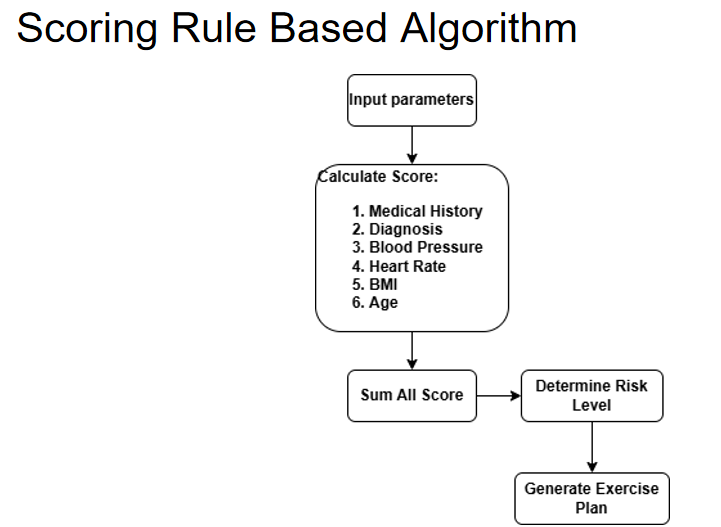 Scoring Rule Based Algorithm
Input parameters
Calculate Score:
1. Medical History
2. Diagnosis
3. Blood Pressure
4. Heart Rate
5. BMI
6. Age
Sum All Score
Determine Risk
Level
Generate Exercise
Plan